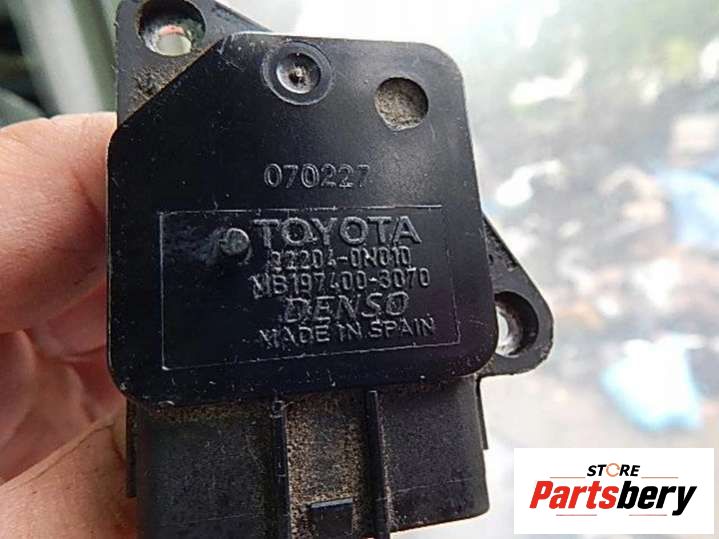 070227
TOYOTA
22204-0N010
MB197400-3070
DENSO
MADE IN SPAIN
STORE
Partsbery